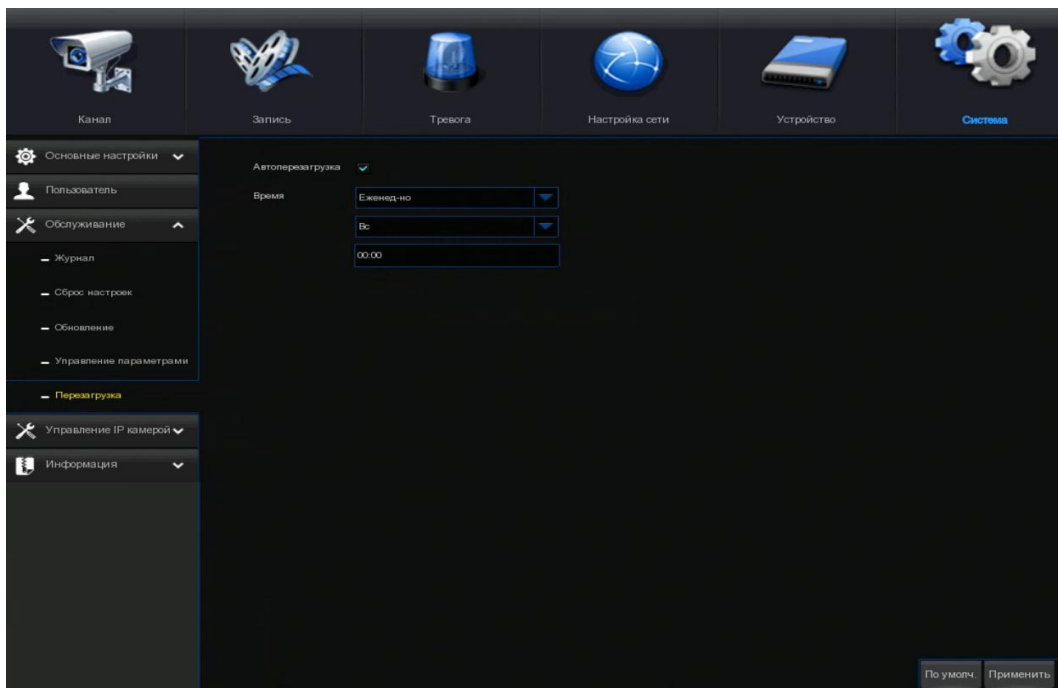 Канал
Запись
Тревога
Настройка сети
Устройство
Система
Основные настройки
Пользователь
Обслуживание
Журнал
Сброс настроек
Обновление
Управление параметрами
Перезагрузка
Управление IP камерой
Информация
Автоперезагрузка
Время
Еженед-но
Вс
00:00
По умолч.
Применить